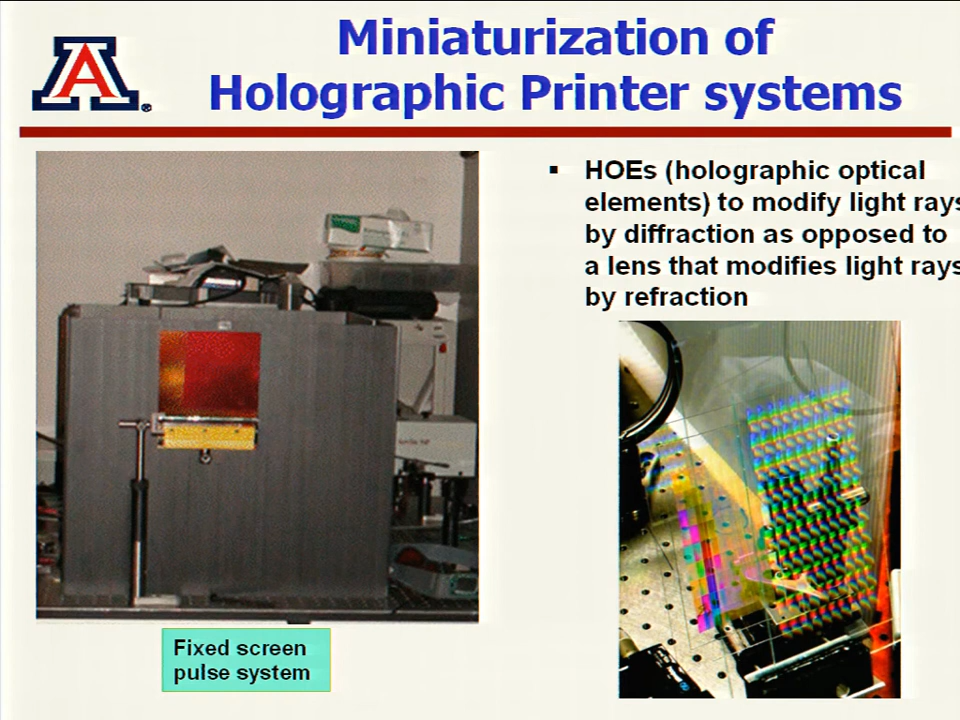 Miniaturization of
Holographic Printer systems
A
®
▪ HOEs (holographic optical
elements) to modify light rays
by diffraction as opposed to
a lens that modifies light rays
by refraction
Fixed screen
pulse system